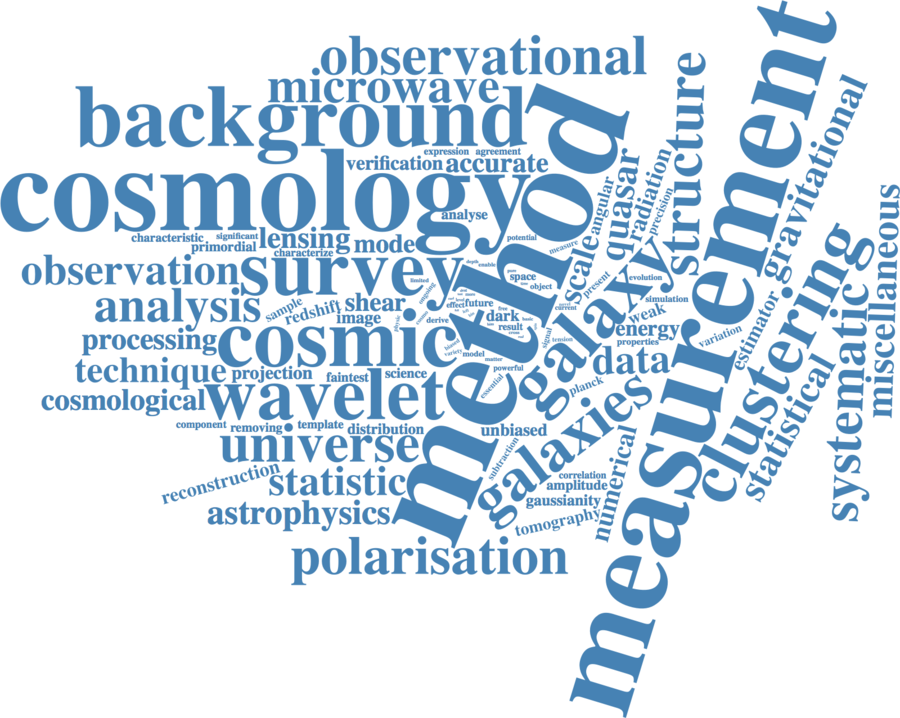 observational
microwave
background
method
measurement
expression
agreement
verification
accurate
cosmology
analyse
characteristic
significant
primordial
lensing
mode
characterize
potential
measure
angular
scale
quasar
radiation
precision
structure
gravitational
miscellaneous
observation
survey
limited
ongoing
depth
enable
space
object
present
evolution
galaxy
analysis
sample
redshift
shear
image
effect
future
dark
result
current
simulation
weak
energy
properties
variation
estimator
clustering
systematic
statistical
processing
cosmic
derive
model
matter
powerful
signal
data
technique
projection
faintest
science
essential
planck
cosmological
wavelet
component
removing
template
distribution
unbiased
subtraction
galaxies
universe
reconstruction
statistic
correlation
amplitude
gaussianity
numerical
astrophysics
tomography
polarisation